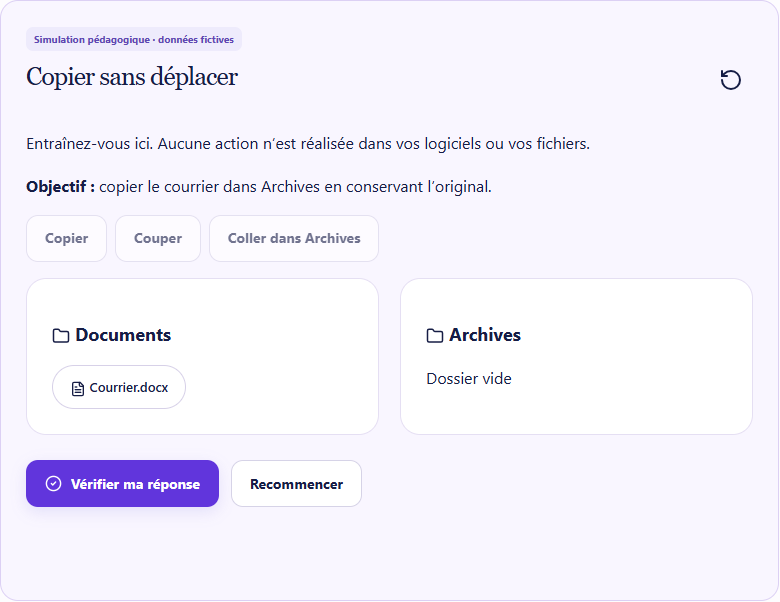 Simulation pédagogique · données fictives
Copier sans déplacer
Entraînez-vous ici. Aucune action n’est réalisée dans vos logiciels ou vos fichiers.
Objectif : copier le courrier dans Archives en conservant l’original.
Copier
Couper
Coller dans Archives
Documents
Courrier.docx
Archives
Dossier vide
Vérifier ma réponse
Recommencer